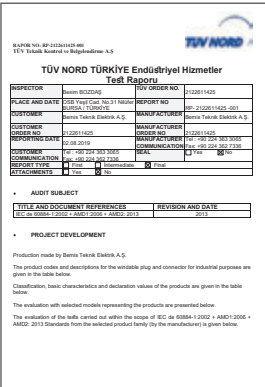 RAPOR NO: RP-2122611425-001
TÜV Teknik Kontrol ve Belgelendirme A.Ş
TÜV NORD
TÜV NORD TÜRKİYE Endüstriyel Hizmetler
Test Raporu
INSPECTOR Besim BOZDAŞ TÜV ORDER NO. 2122611425
PLACE AND DATE OSB Yeşil Cad. No.31 Nilüfer BURSA / TÜRKİYE REPORT NO RP- 2122611425 -001
CUSTOMER Bemis Teknik Elektrik A.Ş. MANUFACTURER Bemis Teknik Elektrik A.Ş.
CUSTOMER ORDER NO 2122611425 MANUFACTURER ORDER NO 2122611425
REPORTING DATE 02.08.2019 MANUFACTURER COMMUNICATION Tel : +90 224 363 3065 Fax: +90 224 362 7336
CUSTOMER COMMUNICATION Tel : +90 224 363 3065 Fax: +90 224 362 7336 SEAL Yes No
REPORT TYPE First Intermediate Final
ATTACHMENTS Yes No
• AUDIT SUBJECT
TITLE AND DOCUMENT REFERENCES REVISION AND DATE
IEC de 60884-1:2002 + AMD1:2006 + AMD2: 2013 2013
• PROJECT DEVELOPMENT
Production made by Bemis Teknik Elektrik A.Ş.
The product codes and descriptions for the windable plug and connector for industrial purposes are
given in the table below.
Classification, basic characteristics and declaration values of the products are given in the table
below.
The evaluation with selected models representing the products are presented below.
The evaluation of the tests carried out within the scope of IEC de 60884-1:2002 + AMD1:2006 +
AMD2: 2013 Standards from the selected product family (by the manufacturer) is given below.